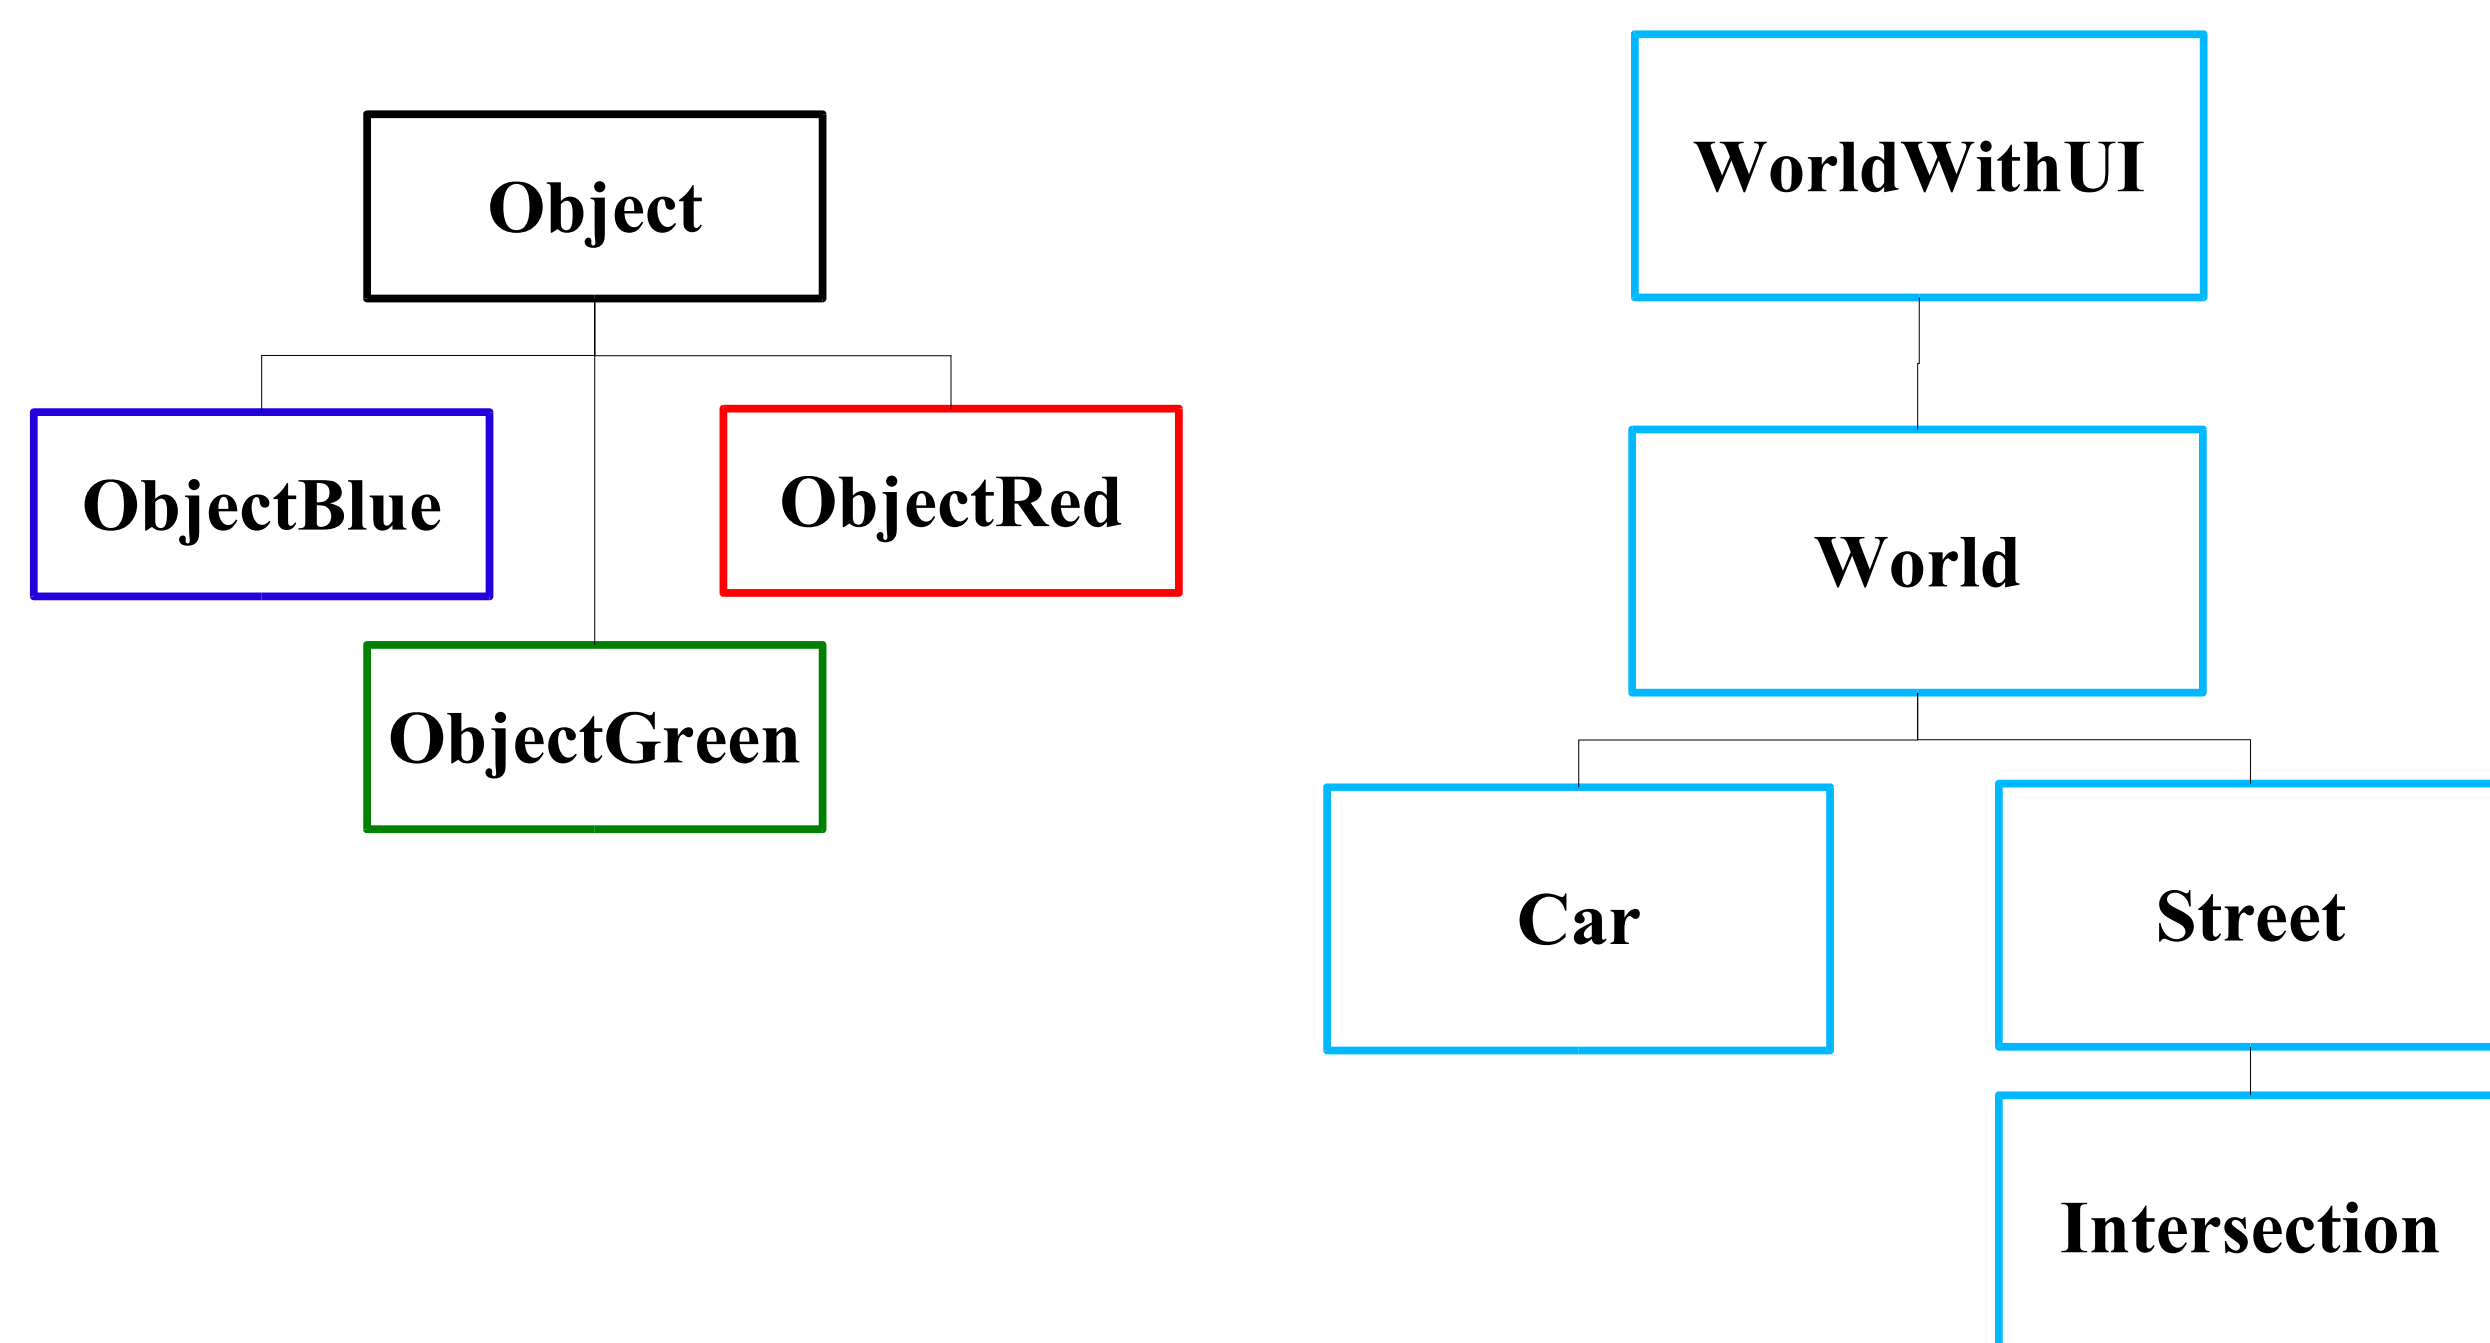 Object
ObjectBlue
ObjectRed
ObjectGreen
WorldWithUI
World
Car
Street
Intersection